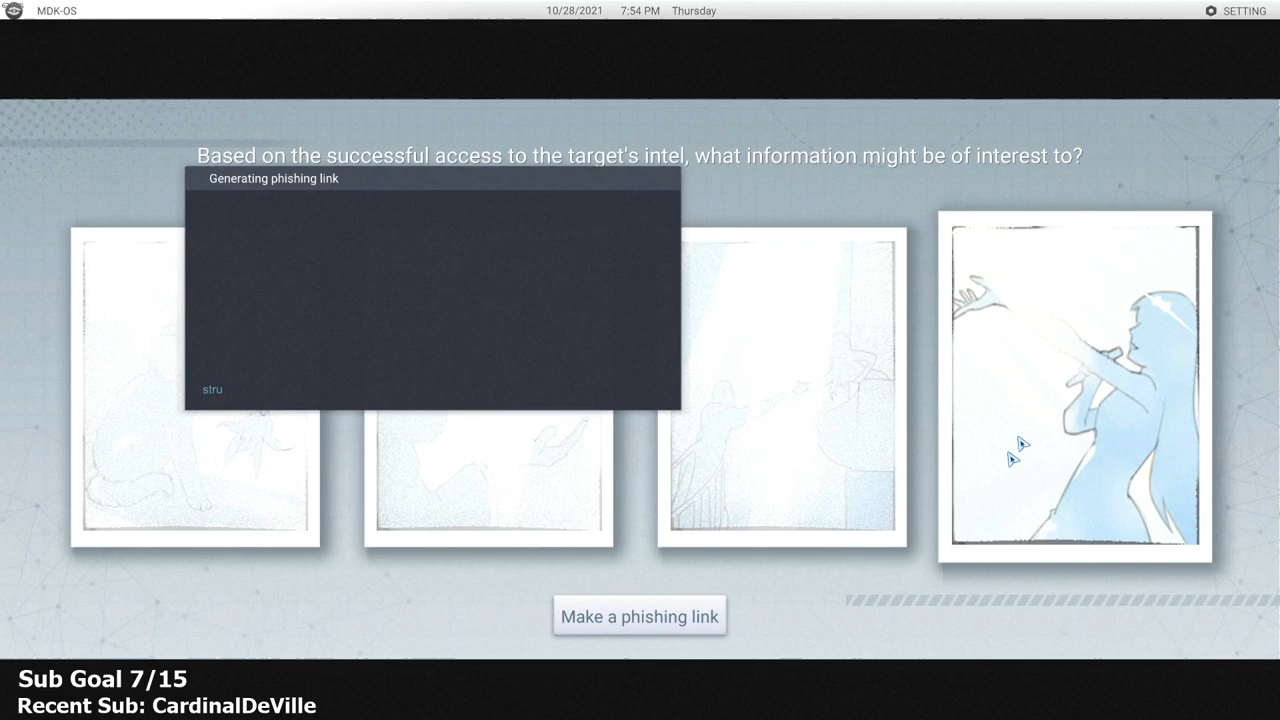 MDK-OS
10/28/2021 7:54 PM Thursday
SETTING
Based on the successful access to the target's intel, what information might be of interest to?
Generating phishing link
stru
Make a phishing link
Sub Goal 7/15
Recent Sub: CardinalDeVille